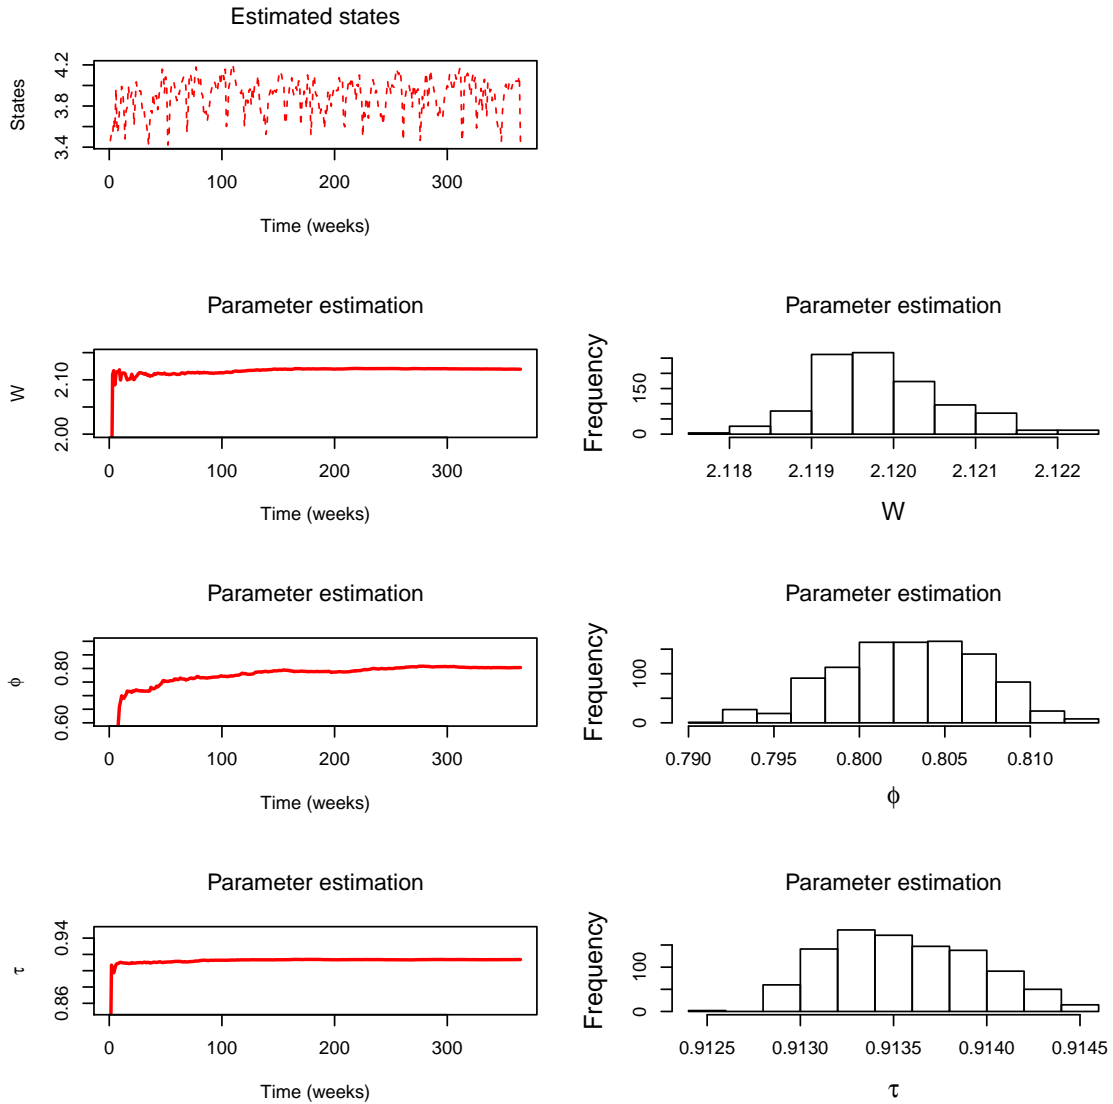 Estimated states
States
3.4 3.8 4.2
0 100 200 300
Time (weeks)
Parameter estimation
W
2.00 2.10
0 100 200 300
Time (weeks)
Parameter estimation
Frequency
0 150
2.118 2.119 2.120 2.121 2.122
W
Parameter estimation
ϕ
0.60 0.80
0 100 200 300
Time (weeks)
Parameter estimation
Frequency
0 100
0.790 0.795 0.800 0.805 0.810
ϕ
Parameter estimation
τ
0.86 0.94
0 100 200 300
Time (weeks)
Parameter estimation
Frequency
0 100
0.9125 0.9130 0.9135 0.9140 0.9145
τ